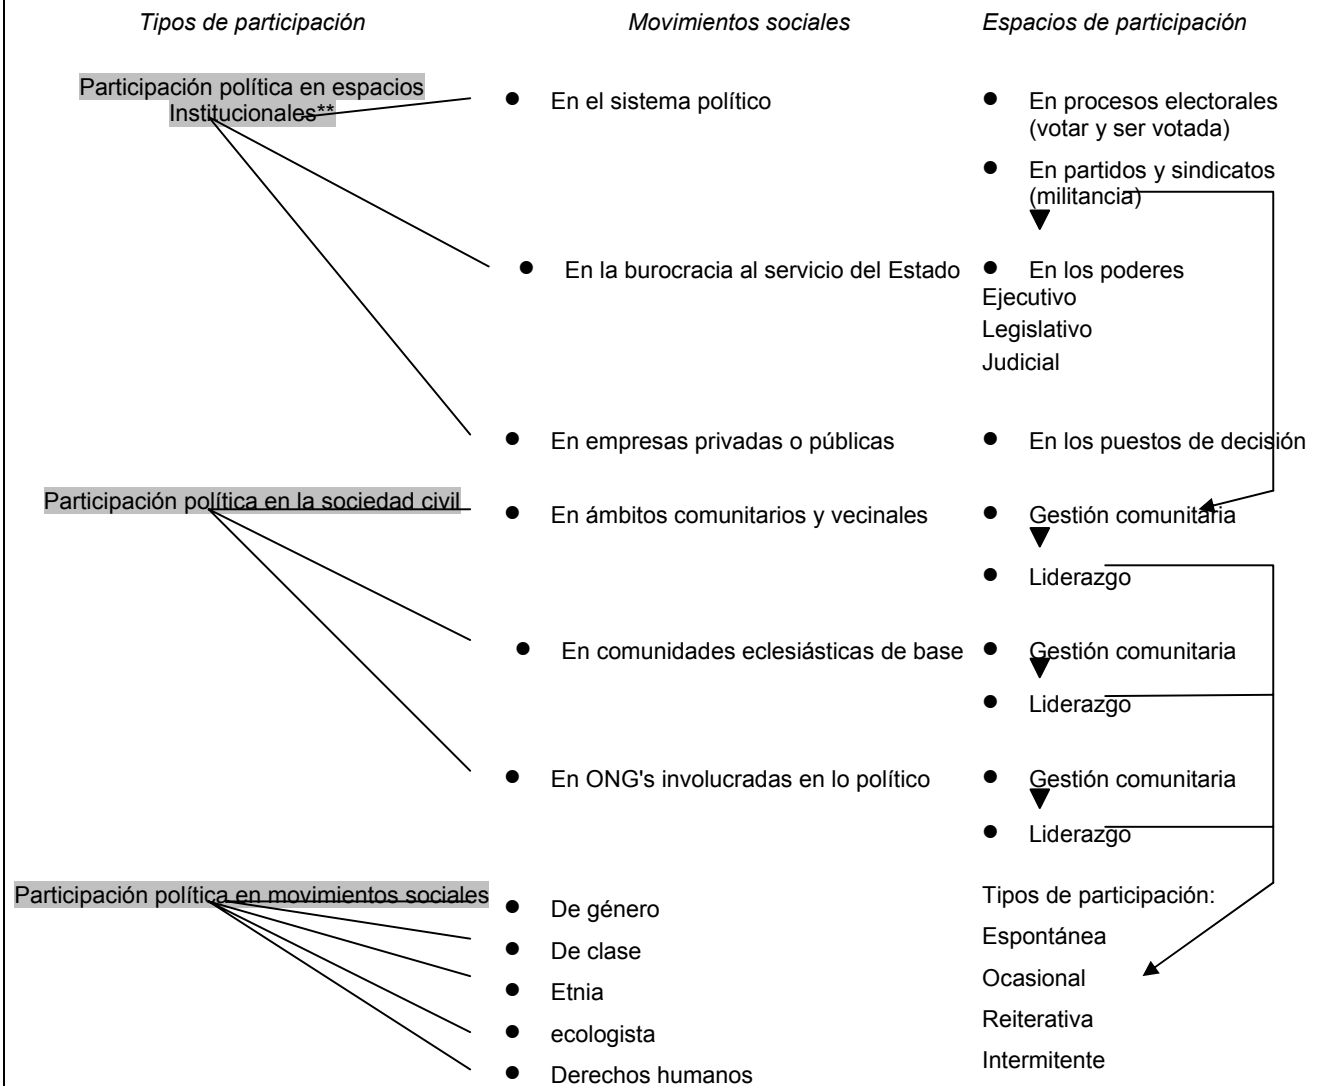 Tipos de participación
Movimientos sociales
Espacios de participación
Participación política en espacios
Institucionales**
● En el sistema político
● En procesos electorales
(votar y ser votada)
● En partidos y sindicatos
(militancia)
● En la burocracia al servicio del Estado
● En los poderes
Ejecutivo
Legislativo
Judicial
● En empresas privadas o públicas
● En los puestos de decisión
Participación política en la sociedad civil
● En ámbitos comunitarios y vecinales
● Gestión comunitaria
● Liderazgo
● En comunidades eclesiásticas de base
● Gestión comunitaria
● Liderazgo
● En ONG's involucradas en lo político
● Gestión comunitaria
● Liderazgo
Participación política en movimientos sociales
● De género
● De clase
● Etnia
● ecologista
● Derechos humanos
Tipos de participación:
Espontánea
Ocasional
Reiterativa
Intermitente